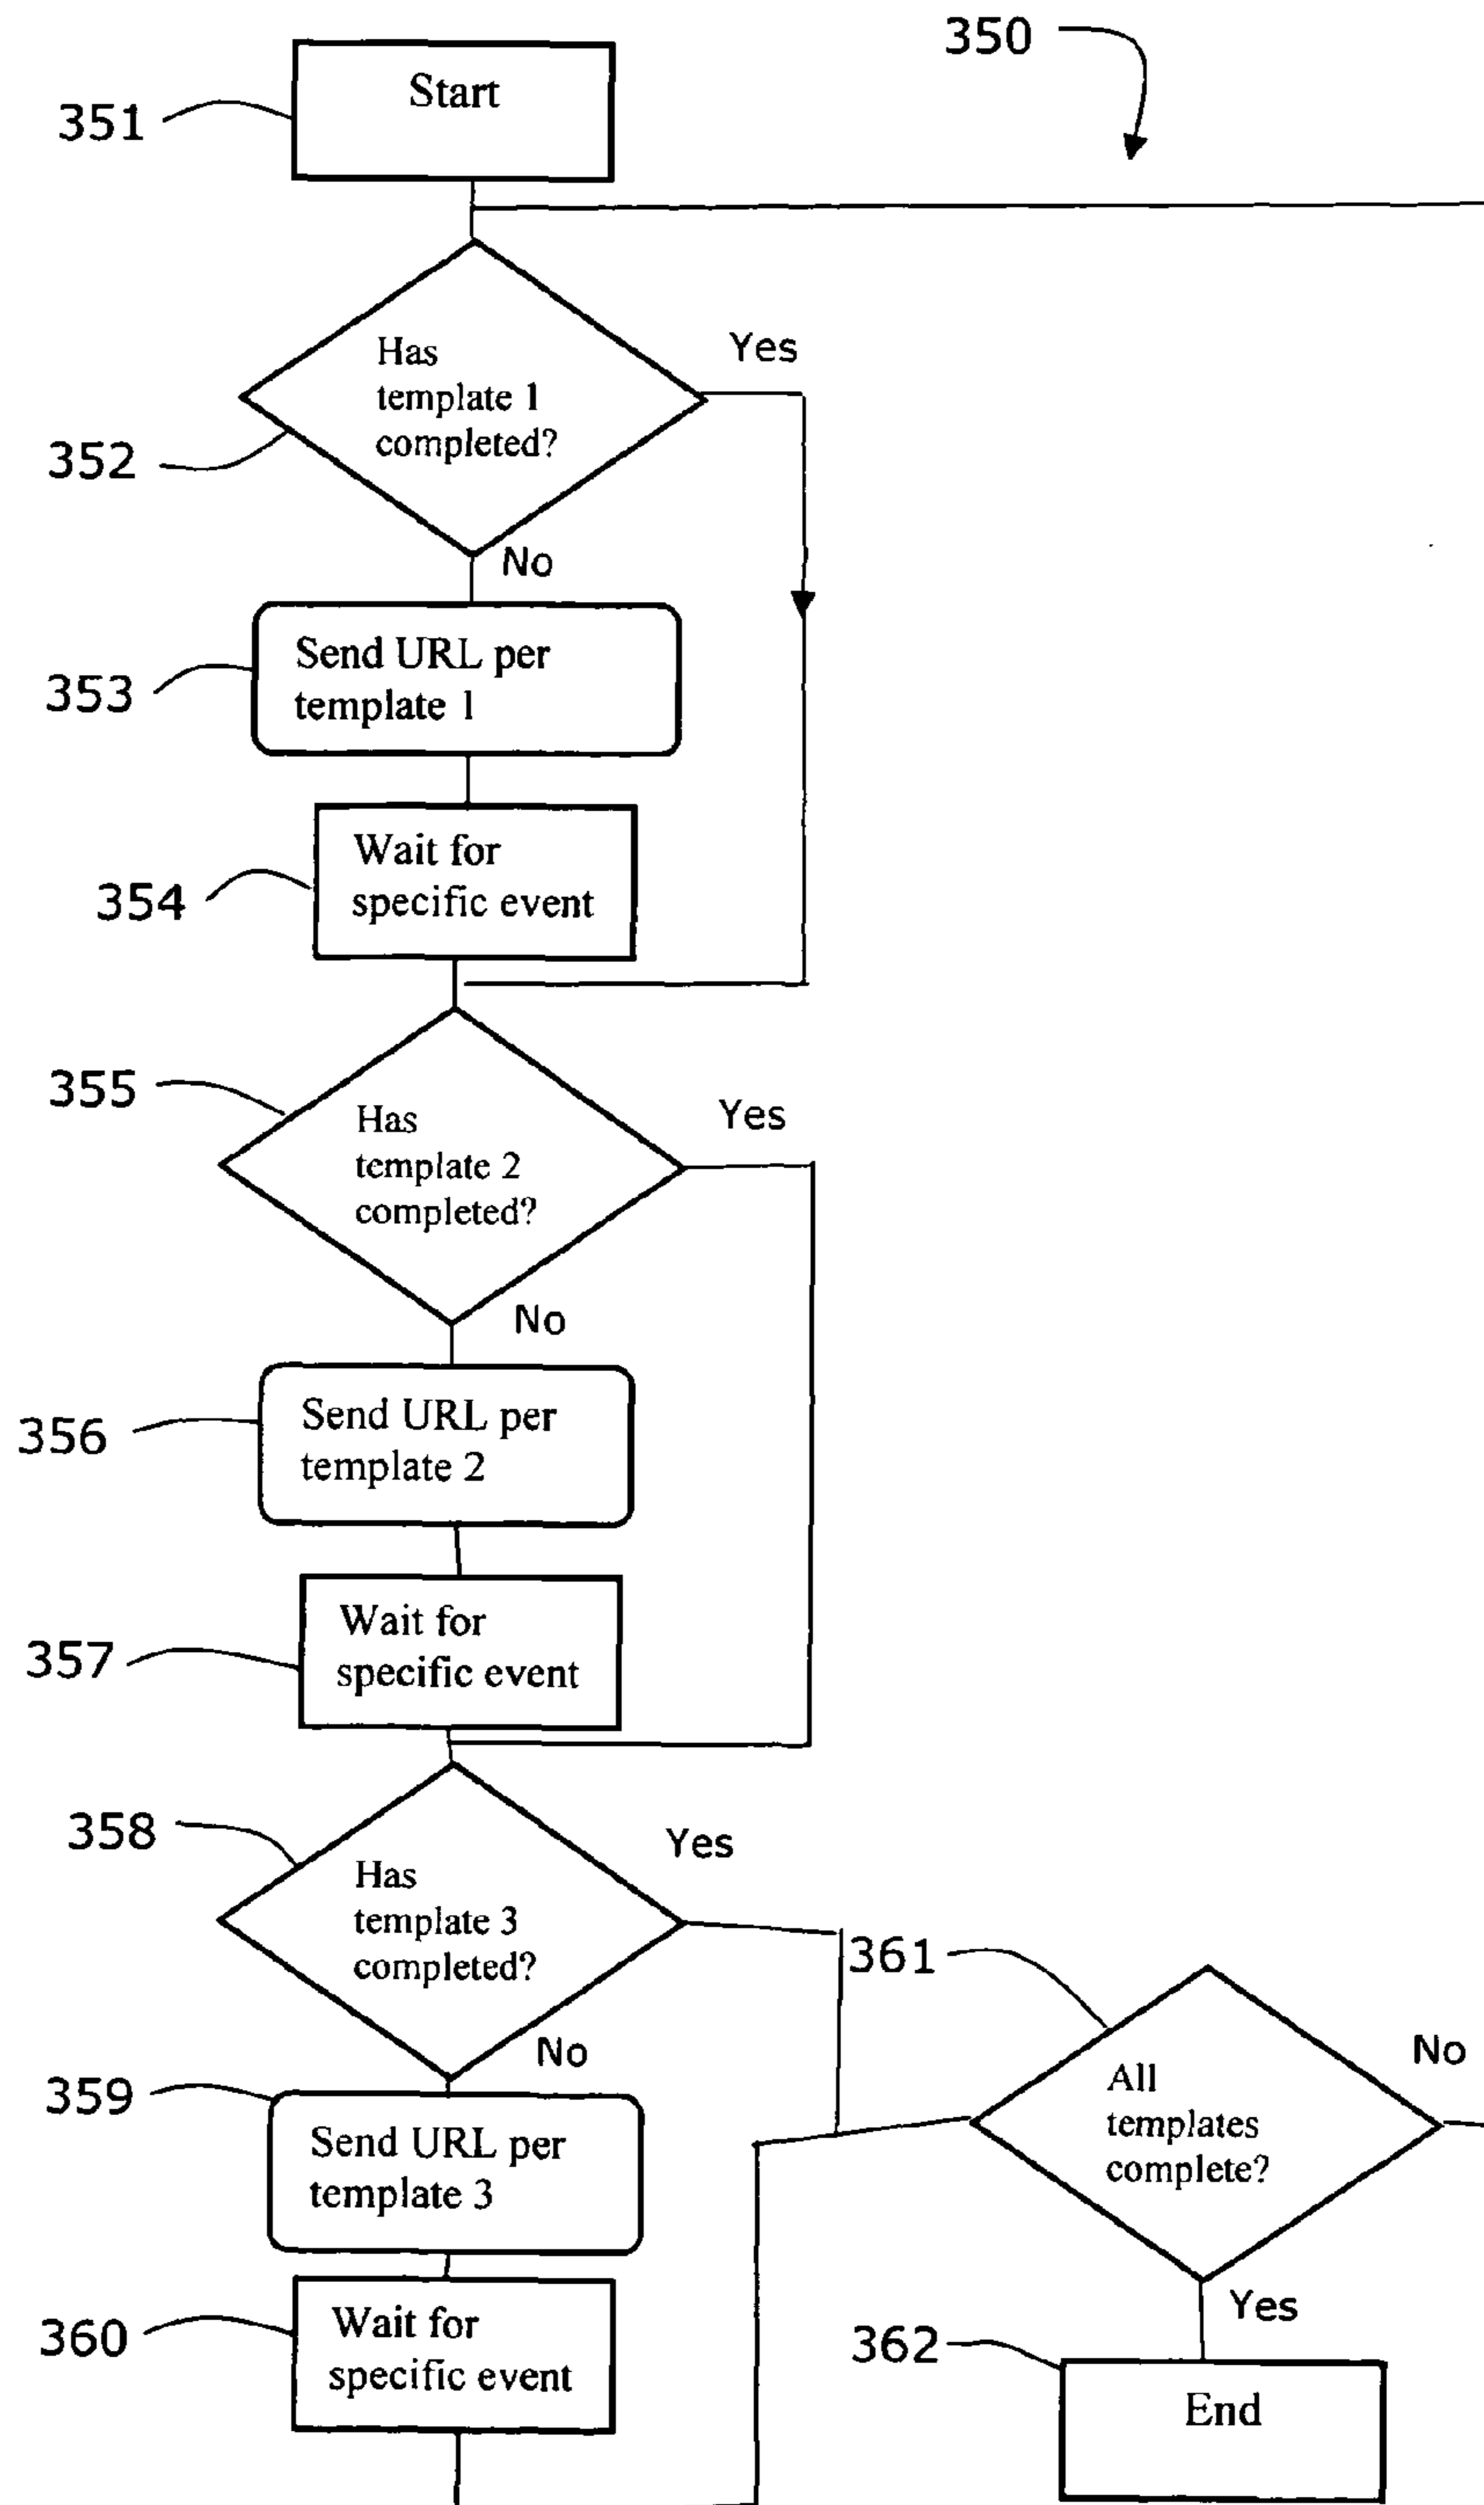 350
Start
351
Has
template 1
completed?
Yes
352
No
Send URL per
template 1
353
Wait for
specific event
354
355
Has
template 2
completed?
Yes
No
Send URL per
template 2
356
Wait for
specific event
357
358
Has
template 3
completed?
Yes
361
No
All
templates
complete?
No
359
Send URL per
template 3
Yes
360
Wait for
specific event
362
End